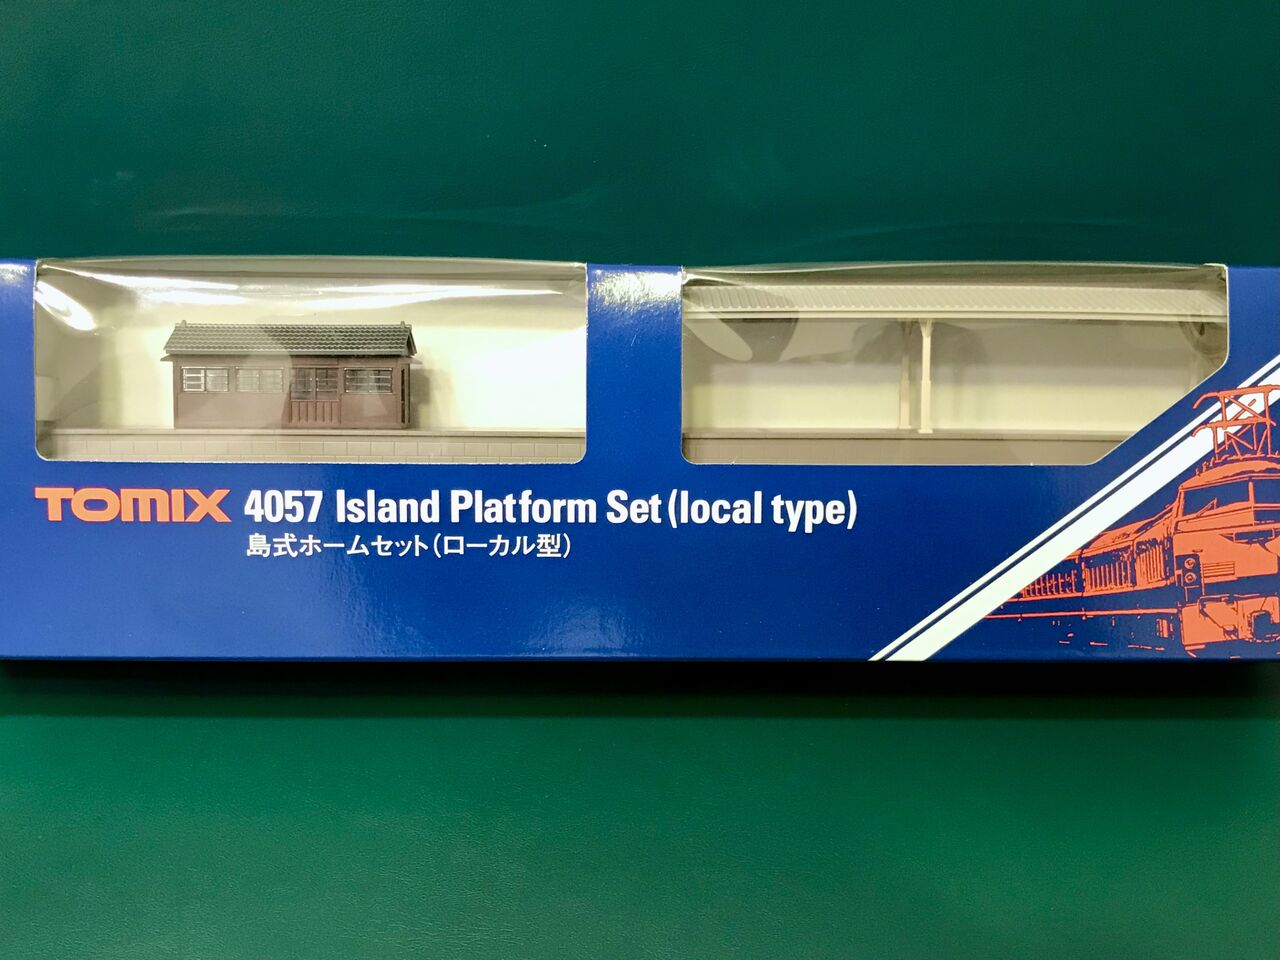 TOMIX 4057 Island Platform Set (local type)
島式ホームセット(ローカル型)